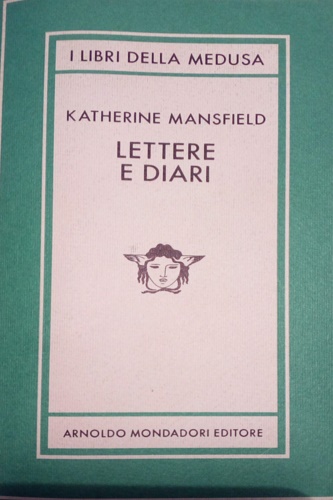 I LIBRI DELLA MEDUSA
KATHERINE MANSFIELD
LETTERE
E DIARI
ARNOLDO MONDADORI EDITORE